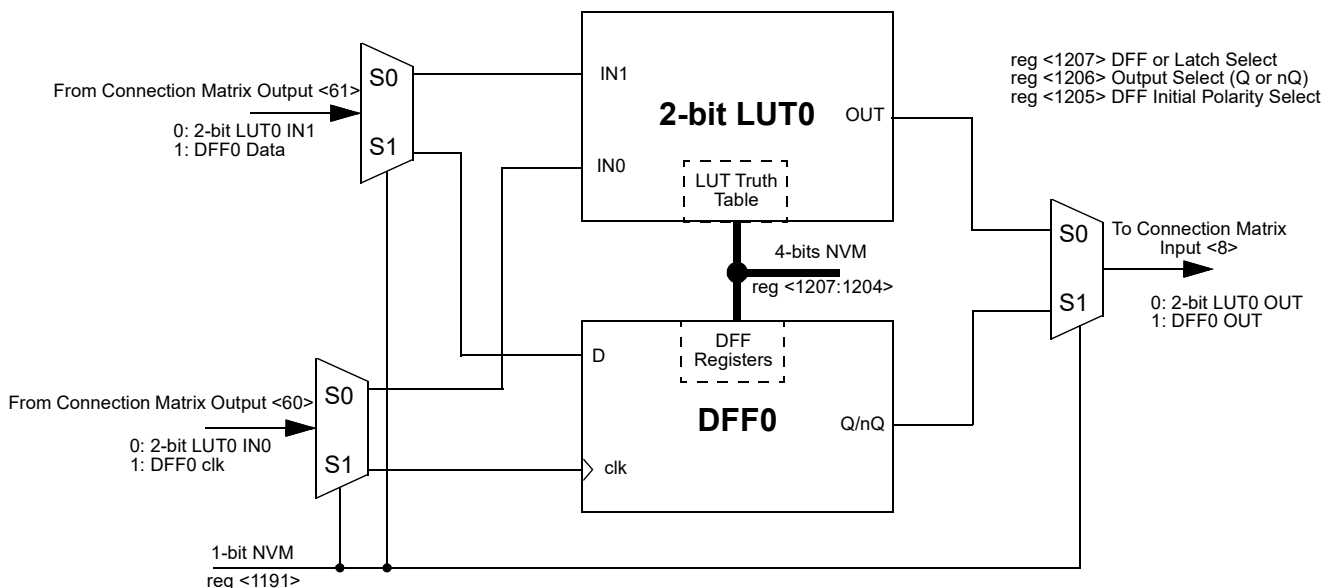 From Connection Matrix Output <61>
0: 2-bit LUT0 IN1
1: DFF0 Data
S0
S1
IN1
IN0
2-bit LUT0
OUT
LUT Truth
Table
reg <1207> DFF or Latch Select
reg <1206> Output Select (Q or nQ)
reg <1205> DFF Initial Polarity Select
4-bits NVM
reg <1207:1204>
S0
S1
To Connection Matrix
Input <8>
0: 2-bit LUT0 OUT
1: DFF0 OUT
From Connection Matrix Output <60>
0: 2-bit LUT0 IN0
1: DFF0 clk
S0
S1
D
clk
DFF
Registers
DFF0
Q/nQ
1-bit NVM
reg <1191>